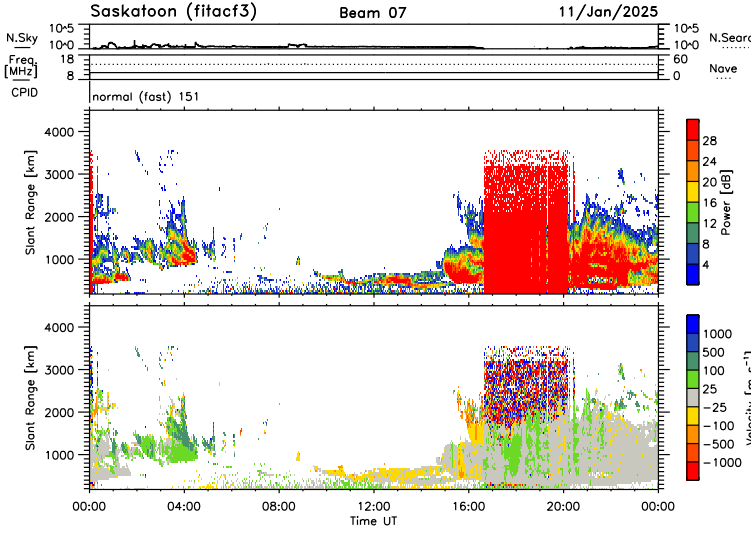 Saskatoon (fitacf3) Beam 07 11/Jan/2025
10^5 10^5
N.Sky N.Searc
10^0 10^0
Freq. 18 60
[MHz] Nave
8 0
CPID
normal (fast) 151
4000
3000
2000
1000
Slant Range [km]
28
24
20
16
12
8
4
Power [dB]
4000
3000
2000
1000
Slant Range [km]
1000
500
100
25
-25
-100
-500
-1000
Velocity [m s^-1]
00:00 04:00 08:00 12:00 16:00 20:00 00:00
Time UT